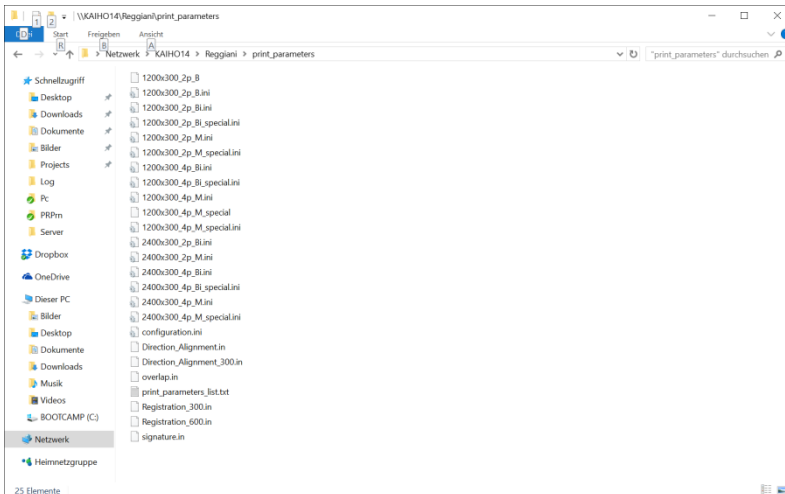 1 2 \\KAIHO14\Reggiani\print_parameters
Start Freigeben Ansicht
R B A
Netzwerk > KAIHO14 > Reggiani > print_parameters
"print_parameters" durchsuchen
Schnellzugriff
Desktop
Downloads
Dokumente
Bilder
Projects
Log
Pc
PRPm
Server
Dropbox
OneDrive
Dieser PC
Bilder
Desktop
Dokumente
Downloads
Musik
Videos
BOOTCAMP (C:)
Netzwerk
Heimnetzgruppe
1200x300_2p_B
1200x300_2p_B.ini
1200x300_2p_Bi.ini
1200x300_2p_Bi_special.ini
1200x300_2p_M.ini
1200x300_2p_M_special.ini
1200x300_4p_Bi.ini
1200x300_4p_Bi_special.ini
1200x300_4p_M.ini
1200x300_4p_M_special
1200x300_4p_M_special.ini
2400x300_2p_Bi.ini
2400x300_2p_M.ini
2400x300_4p_Bi.ini
2400x300_4p_Bi_special.ini
2400x300_4p_M.ini
2400x300_4p_M_special.ini
configuration.ini
Direction_Alignment.in
Direction_Alignment_300.in
overlap.in
print_parameters_list.txt
Registration_300.in
Registration_600.in
signature.in
25 Elemente